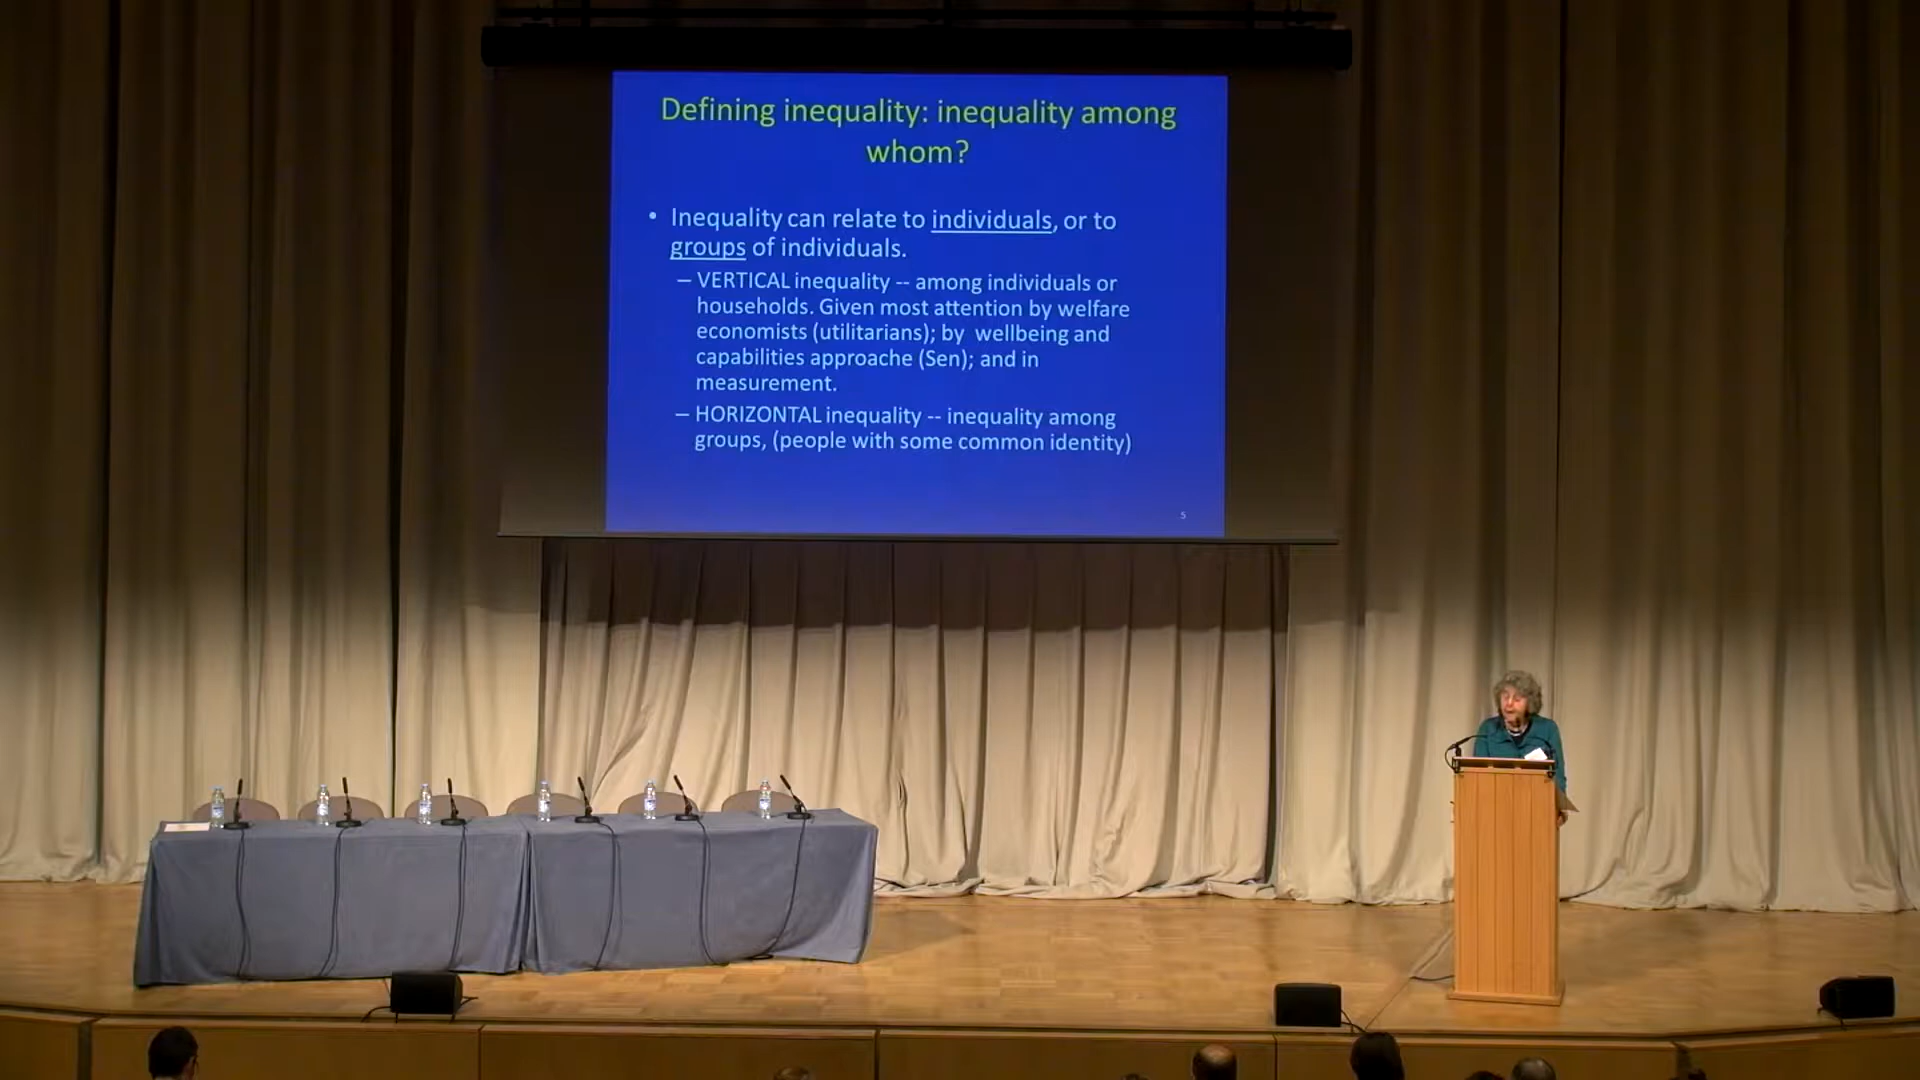 Defining inequality: inequality among
whom?
• Inequality can relate to individuals, or to
groups of individuals.
– VERTICAL inequality -- among individuals or
households. Given most attention by welfare
economists (utilitarians); by wellbeing and
capabilities approache (Sen); and in
measurement.
– HORIZONTAL inequality -- inequality among
groups, (people with some common identity)
5